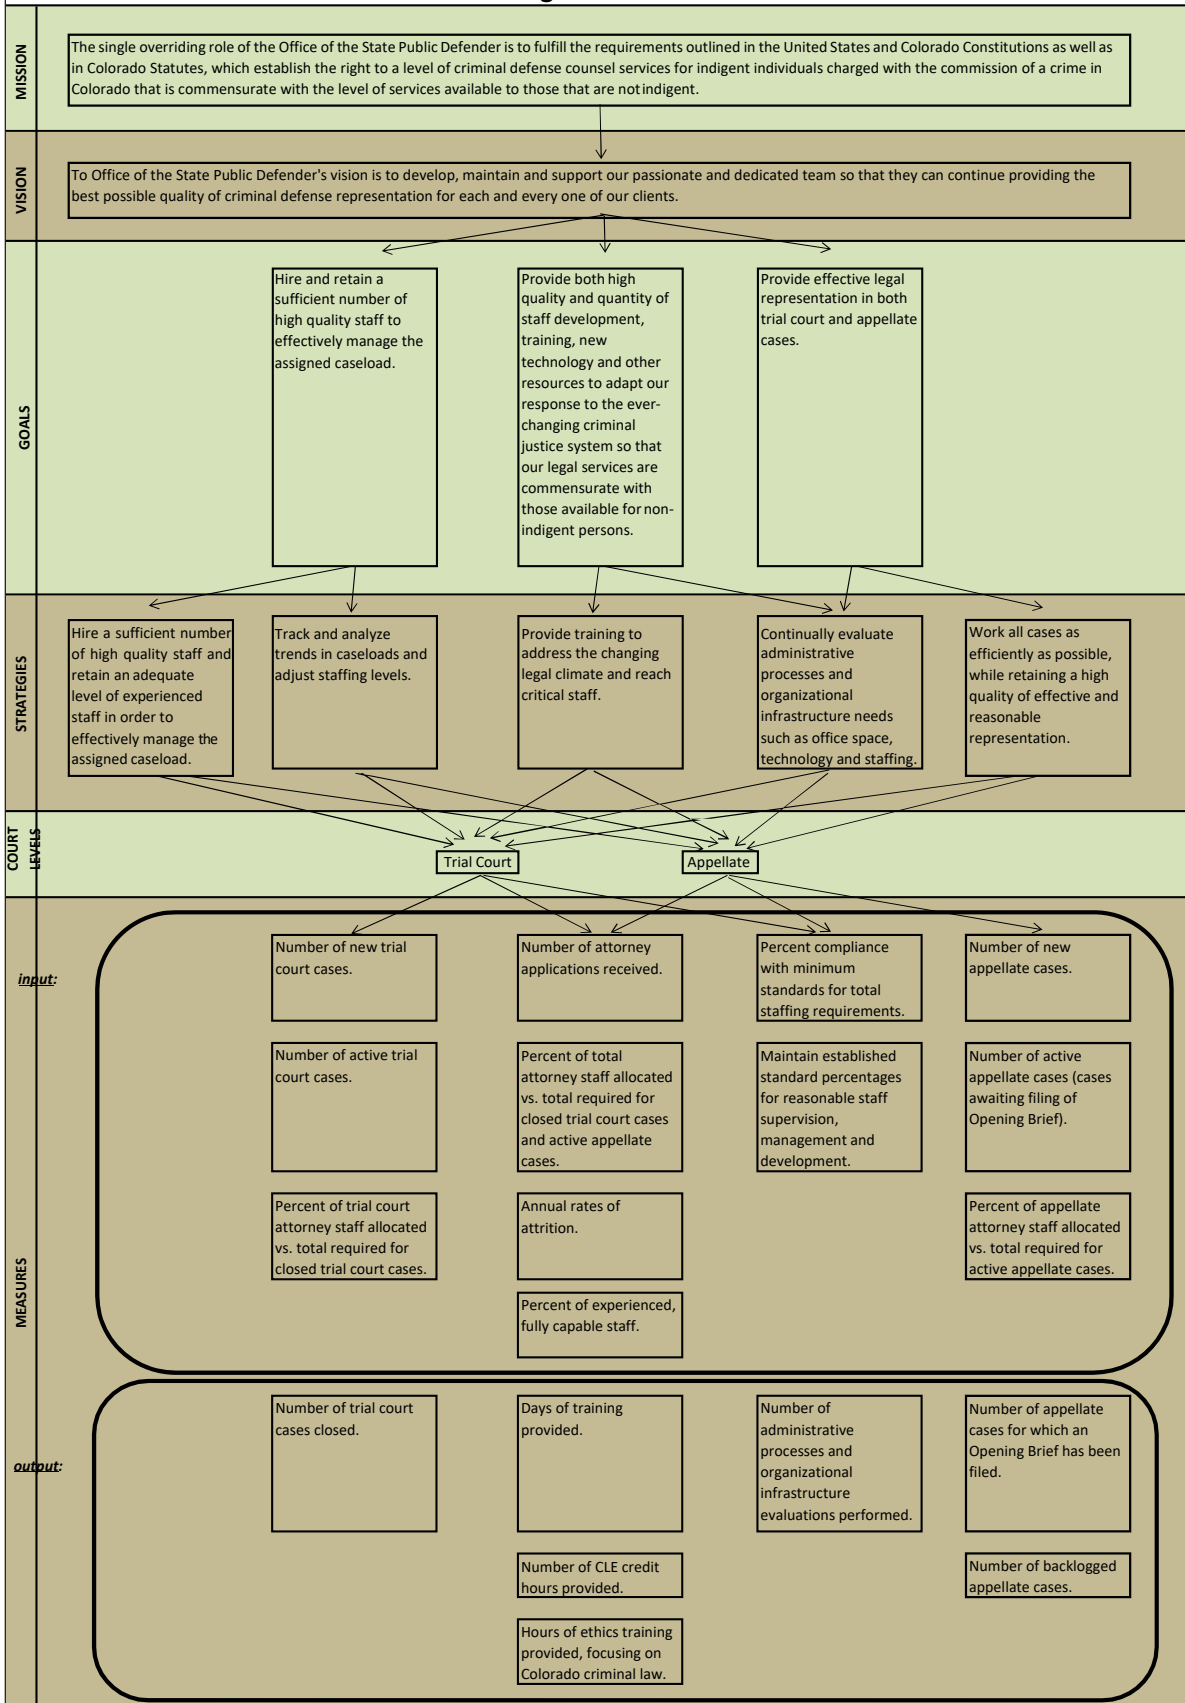 MISSION
The single overriding role of the Office of the State Public Defender is to fulfill the requirements outlined in the United States and Colorado Constitutions as well as
in Colorado Statutes, which establish the right to a level of criminal defense counsel services for indigent individuals charged with the commission of a crime in
Colorado that is commensurate with the level of services available to those that are notindigent.
VISION
To Office of the State Public Defender's vision is to develop, maintain and support our passionate and dedicated team so that they can continue providing the
best possible quality of criminal defense representation for each and every one of our clients.
GOALS
Hire and retain a
sufficient number of
high quality staff to
effectively manage the
assigned caseload.
Provide both high
quality and quantity of
staff development,
training, new
technology and other
resources to adapt our
response to the ever-
changing criminal
justice system so that
our legal services are
commensurate with
those available for non-
indigent persons.
Provide effective legal
representation in both
trial court and appellate
cases.
STRATEGIES
Hire a sufficient number
of high quality staff and
retain an adequate
level of experienced
staff in order to
effectively manage the
assigned caseload.
Track and analyze
trends in caseloads and
adjust staffing levels.
Provide training to
address the changing
legal climate and reach
critical staff.
Continually evaluate
administrative
processes and
organizational
infrastructure needs
such as office space,
technology and staffing.
Work all cases as
efficiently as possible,
while retaining a high
quality of effective and
reasonable
representation.
COURT
LEVELS
Trial Court
Appellate
MEASURES
input:
Number of new trial
court cases.
Number of attorney
applications received.
Percent compliance
with minimum
standards for total
staffing requirements.
Number of new
appellate cases.
Number of active trial
court cases.
Percent of total
attorney staff allocated
vs. total required for
closed trial court cases
and active appellate
cases.
Maintain established
standard percentages
for reasonable staff
supervision,
management and
development.
Number of active
appellate cases (cases
awaiting filing of
Opening Brief).
Percent of trial court
attorney staff allocated
vs. total required for
closed trial court cases.
Annual rates of
attrition.
Percent of appellate
attorney staff allocated
vs. total required for
active appellate cases.
Percent of experienced,
fully capable staff.
output:
Number of trial court
cases closed.
Days of training
provided.
Number of
administrative
processes and
organizational
infrastructure
evaluations performed.
Number of appellate
cases for which an
Opening Brief has been
filed.
Number of CLE credit
hours provided.
Number of backlogged
appellate cases.
Hours of ethics training
provided, focusing on
Colorado criminal law.